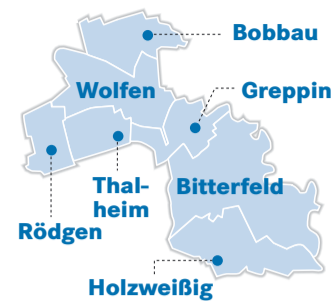 Bobbau
Wolfen
Greppin
Thal-
heim
Bitterfeld
Rödgen
Holzweißig